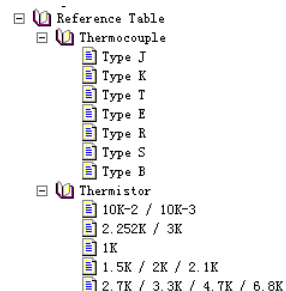 Reference Table
Thermocouple
Type J
Type K
Type T
Type E
Type R
Type S
Type B
Thermistor
10K-2 / 10K-3
2.252K / 3K
1K
1.5K / 2K / 2.1K
2.7K / 3.3K / 4.7K / 6.8K